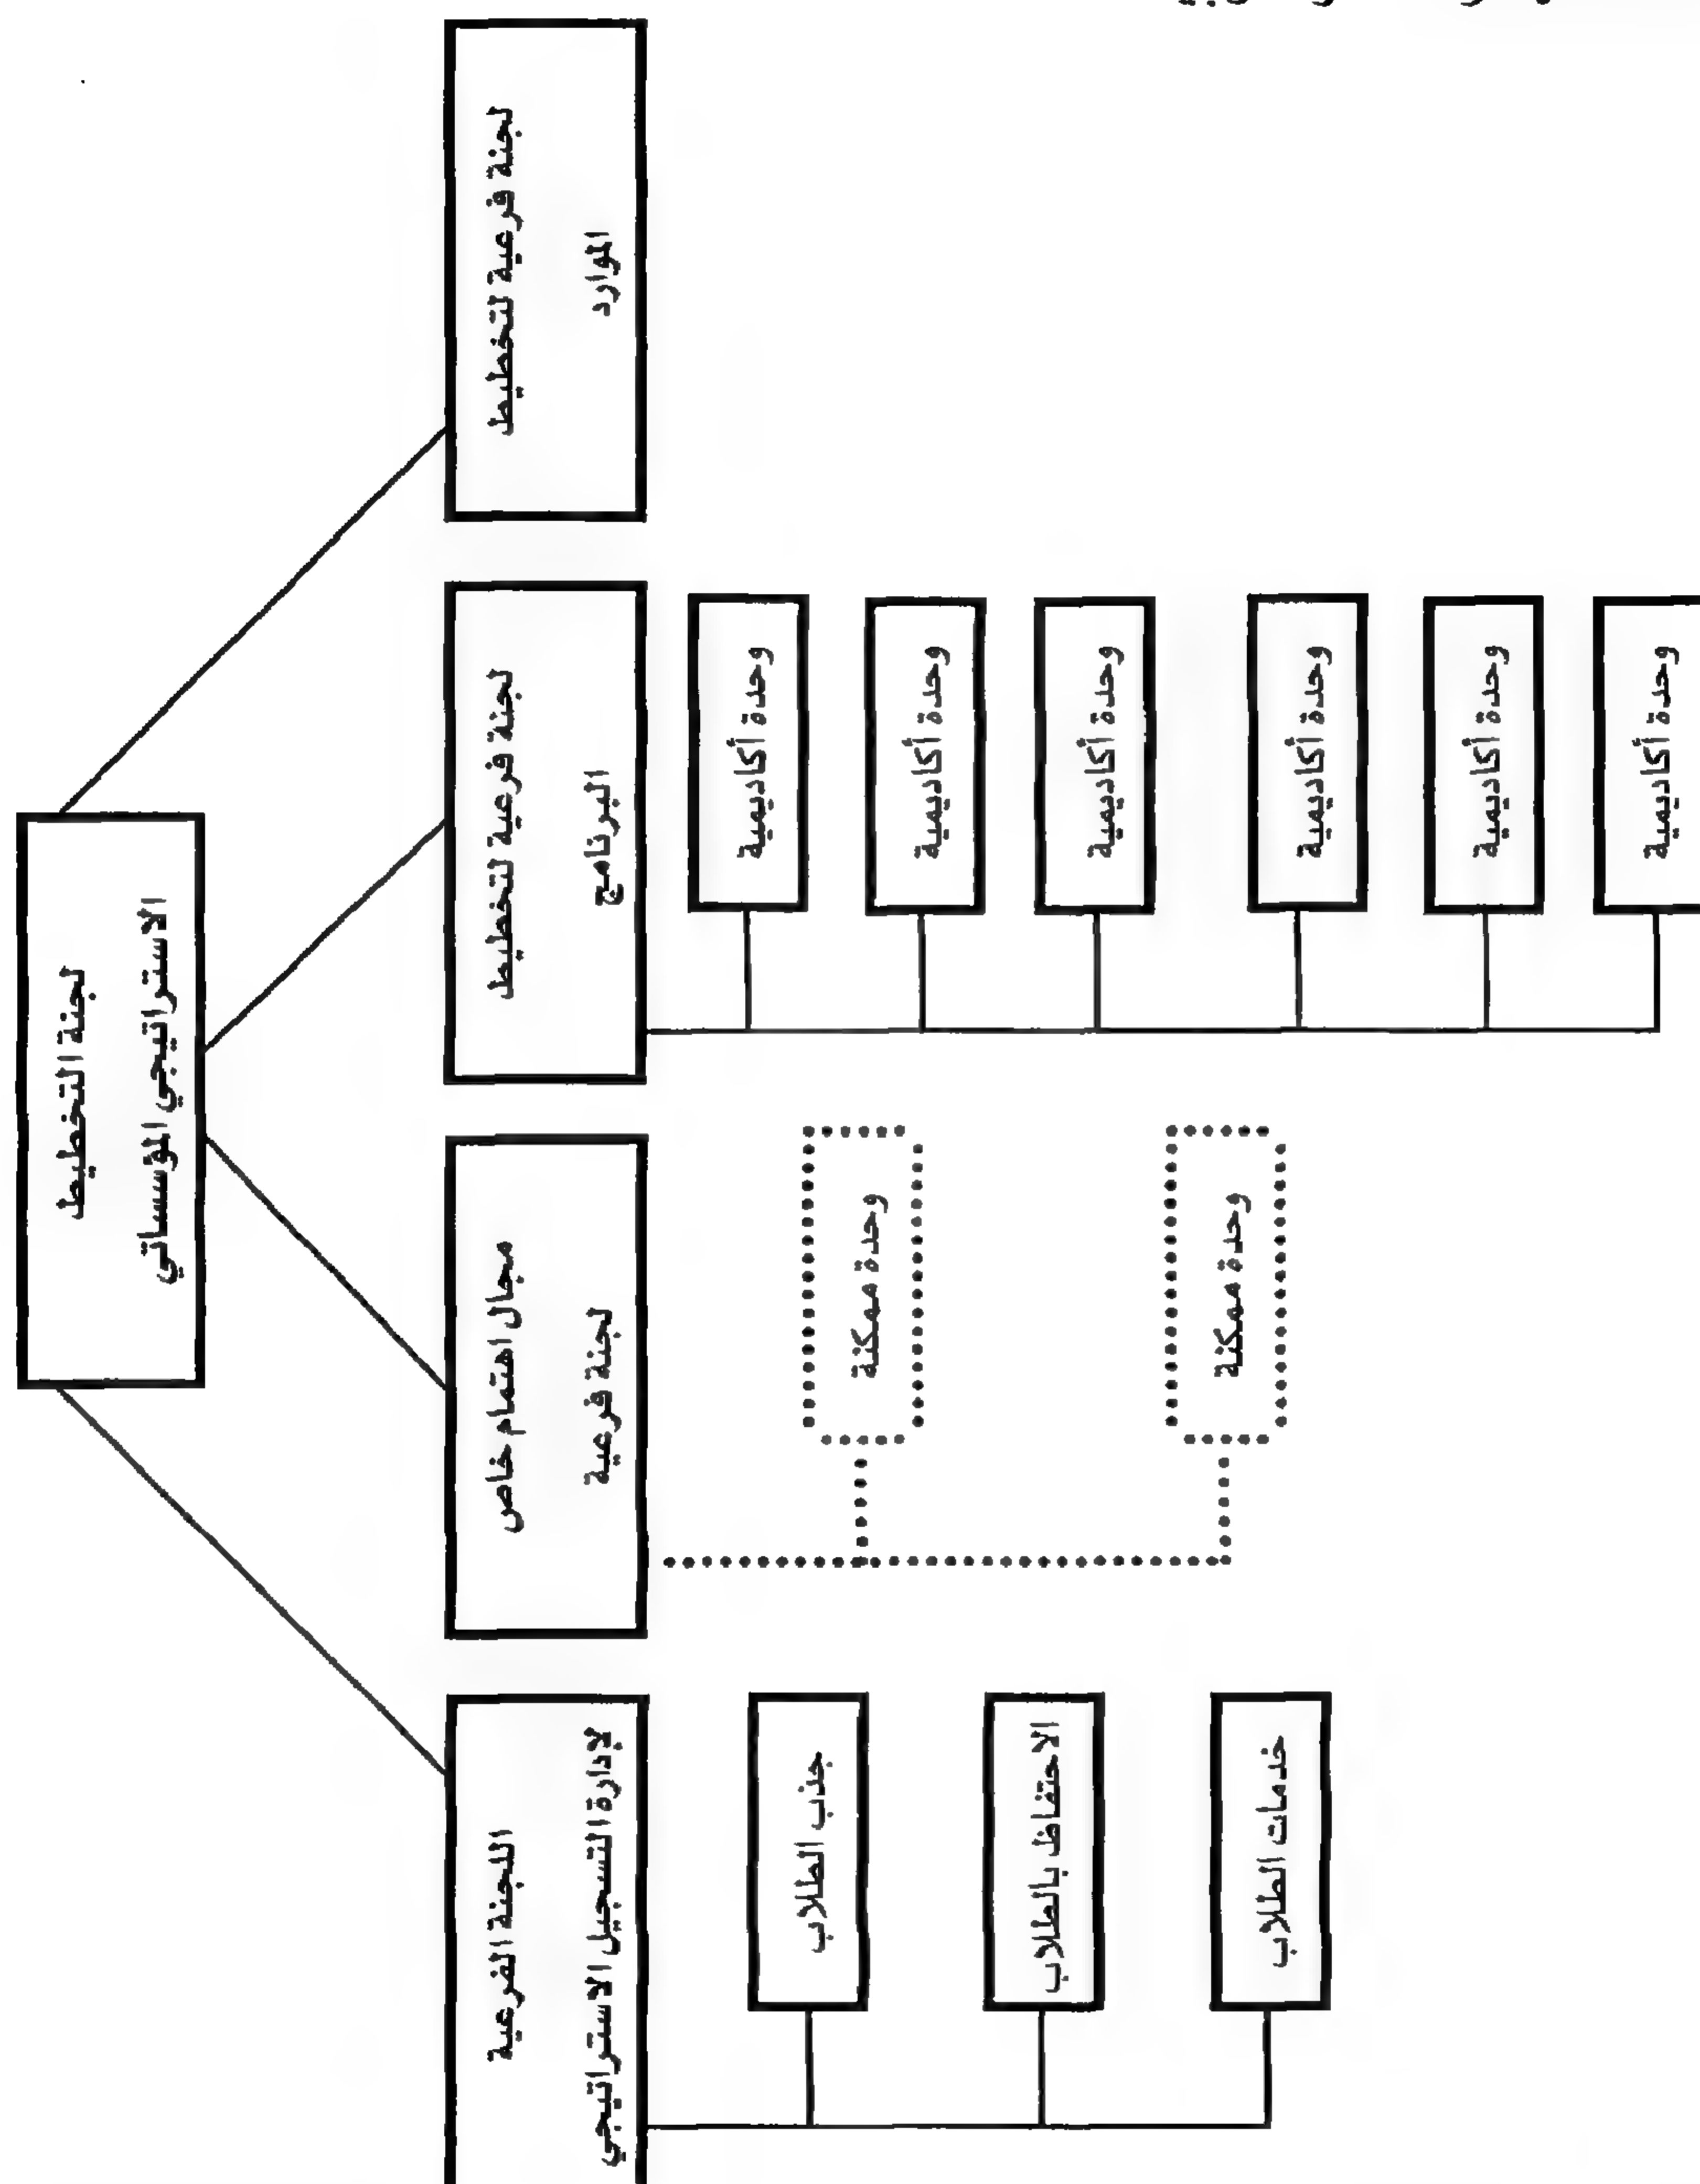 لجنة التخطيط
الاستراتيجي المؤسساتي
لجنة فرعية لتخطيط
الموارد
لجنة فرعية لتخطيط
البرنامج
وحدة أكاديمية
وحدة أكاديمية
وحدة أكاديمية
وحدة أكاديمية
وحدة أكاديمية
وحدة أكاديمية
مجال اهتمام خاص
لجنة فرعية
وحدة ممكنة
وحدة ممكنة
اللجنة الفرعية
لإدارة التسجيل الاستراتيجي
جذب الطلاب
الاحتفاظ بالطلاب
خدمات الطلاب